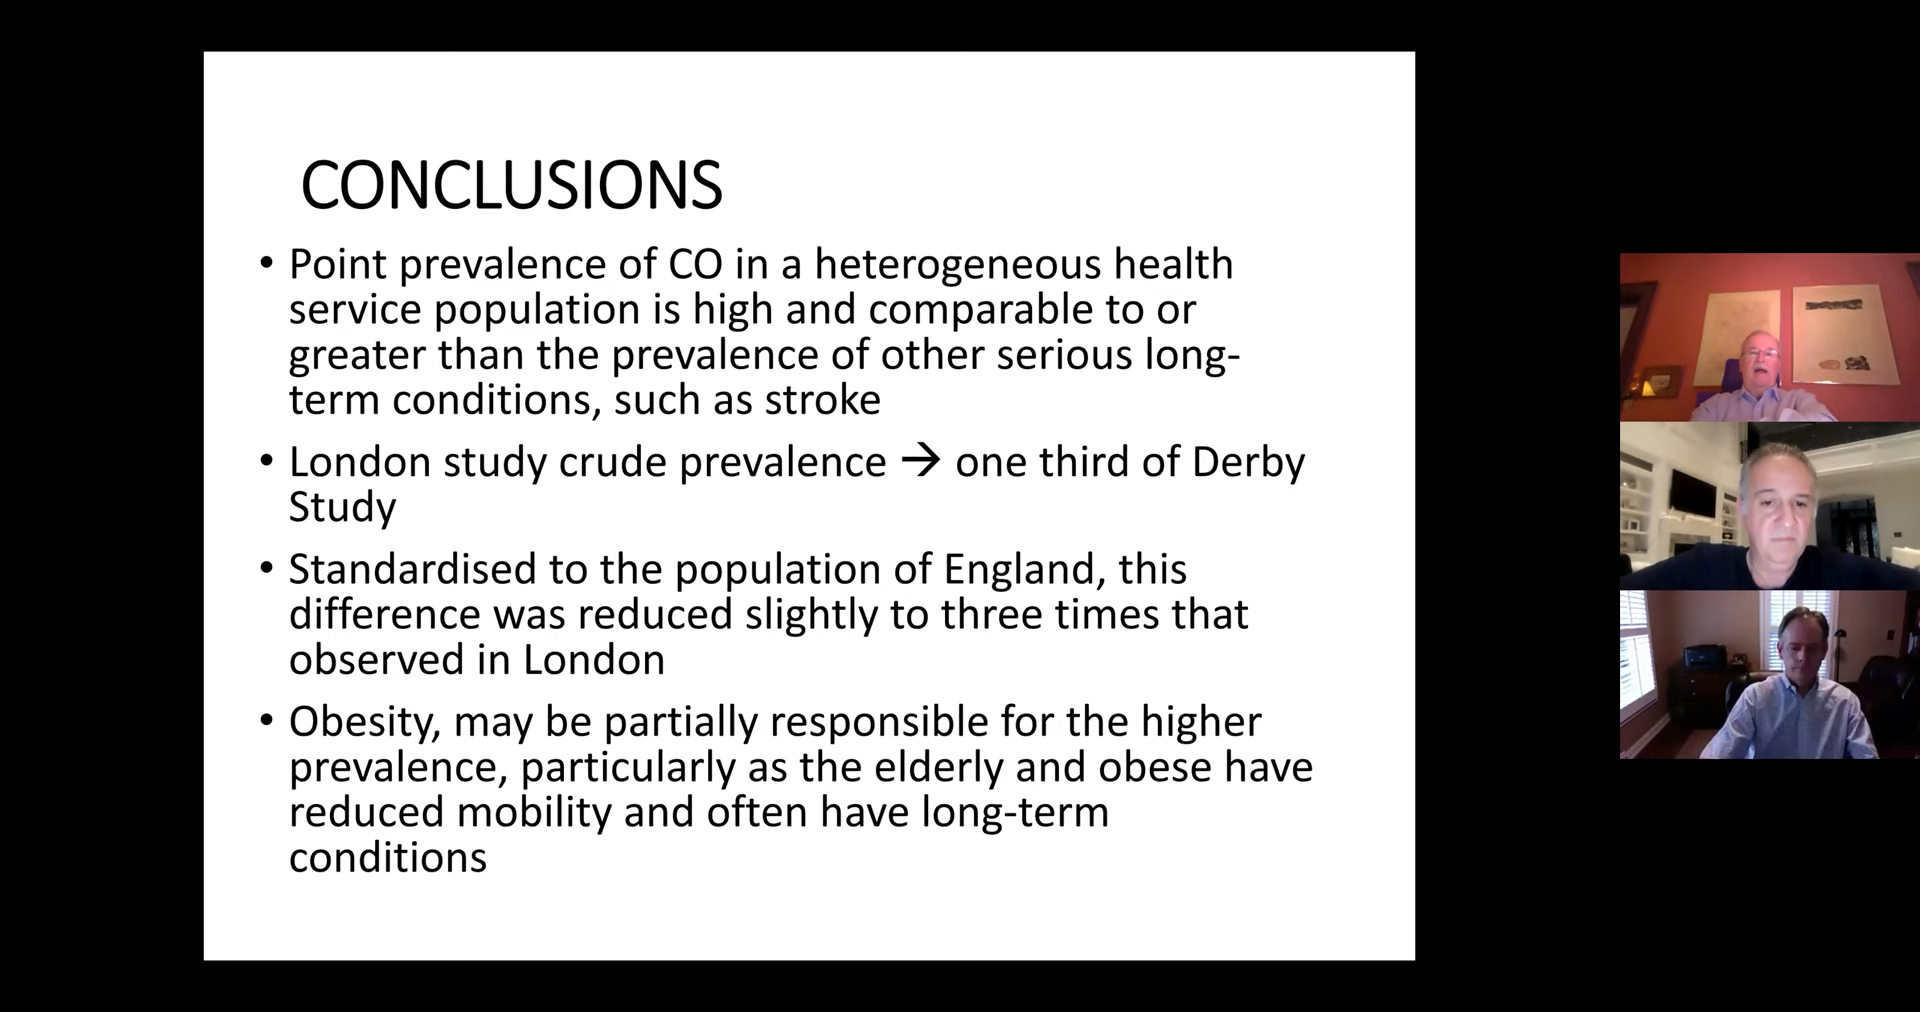 CONCLUSIONS
• Point prevalence of CO in a heterogeneous health
service population is high and comparable to or
greater than the prevalence of other serious long-
term conditions, such as stroke
• London study crude prevalence → one third of Derby
Study
• Standardised to the population of England, this
difference was reduced slightly to three times that
observed in London
• Obesity, may be partially responsible for the higher
prevalence, particularly as the elderly and obese have
reduced mobility and often have long-term
conditions